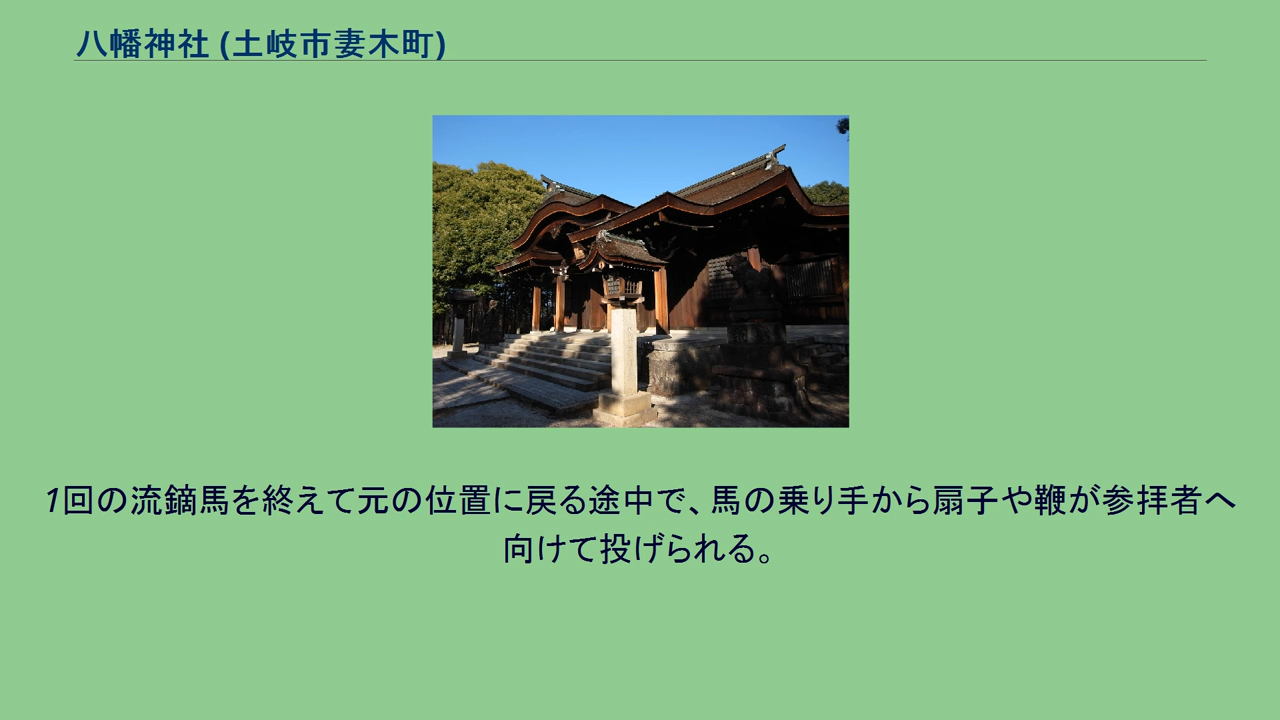 八幡神社 (土岐市妻木町)
1回の流鏑馬を終えて元の位置に戻る途中で、馬の乗り手から扇子や鞭が参拝者へ
向けて投げられる。